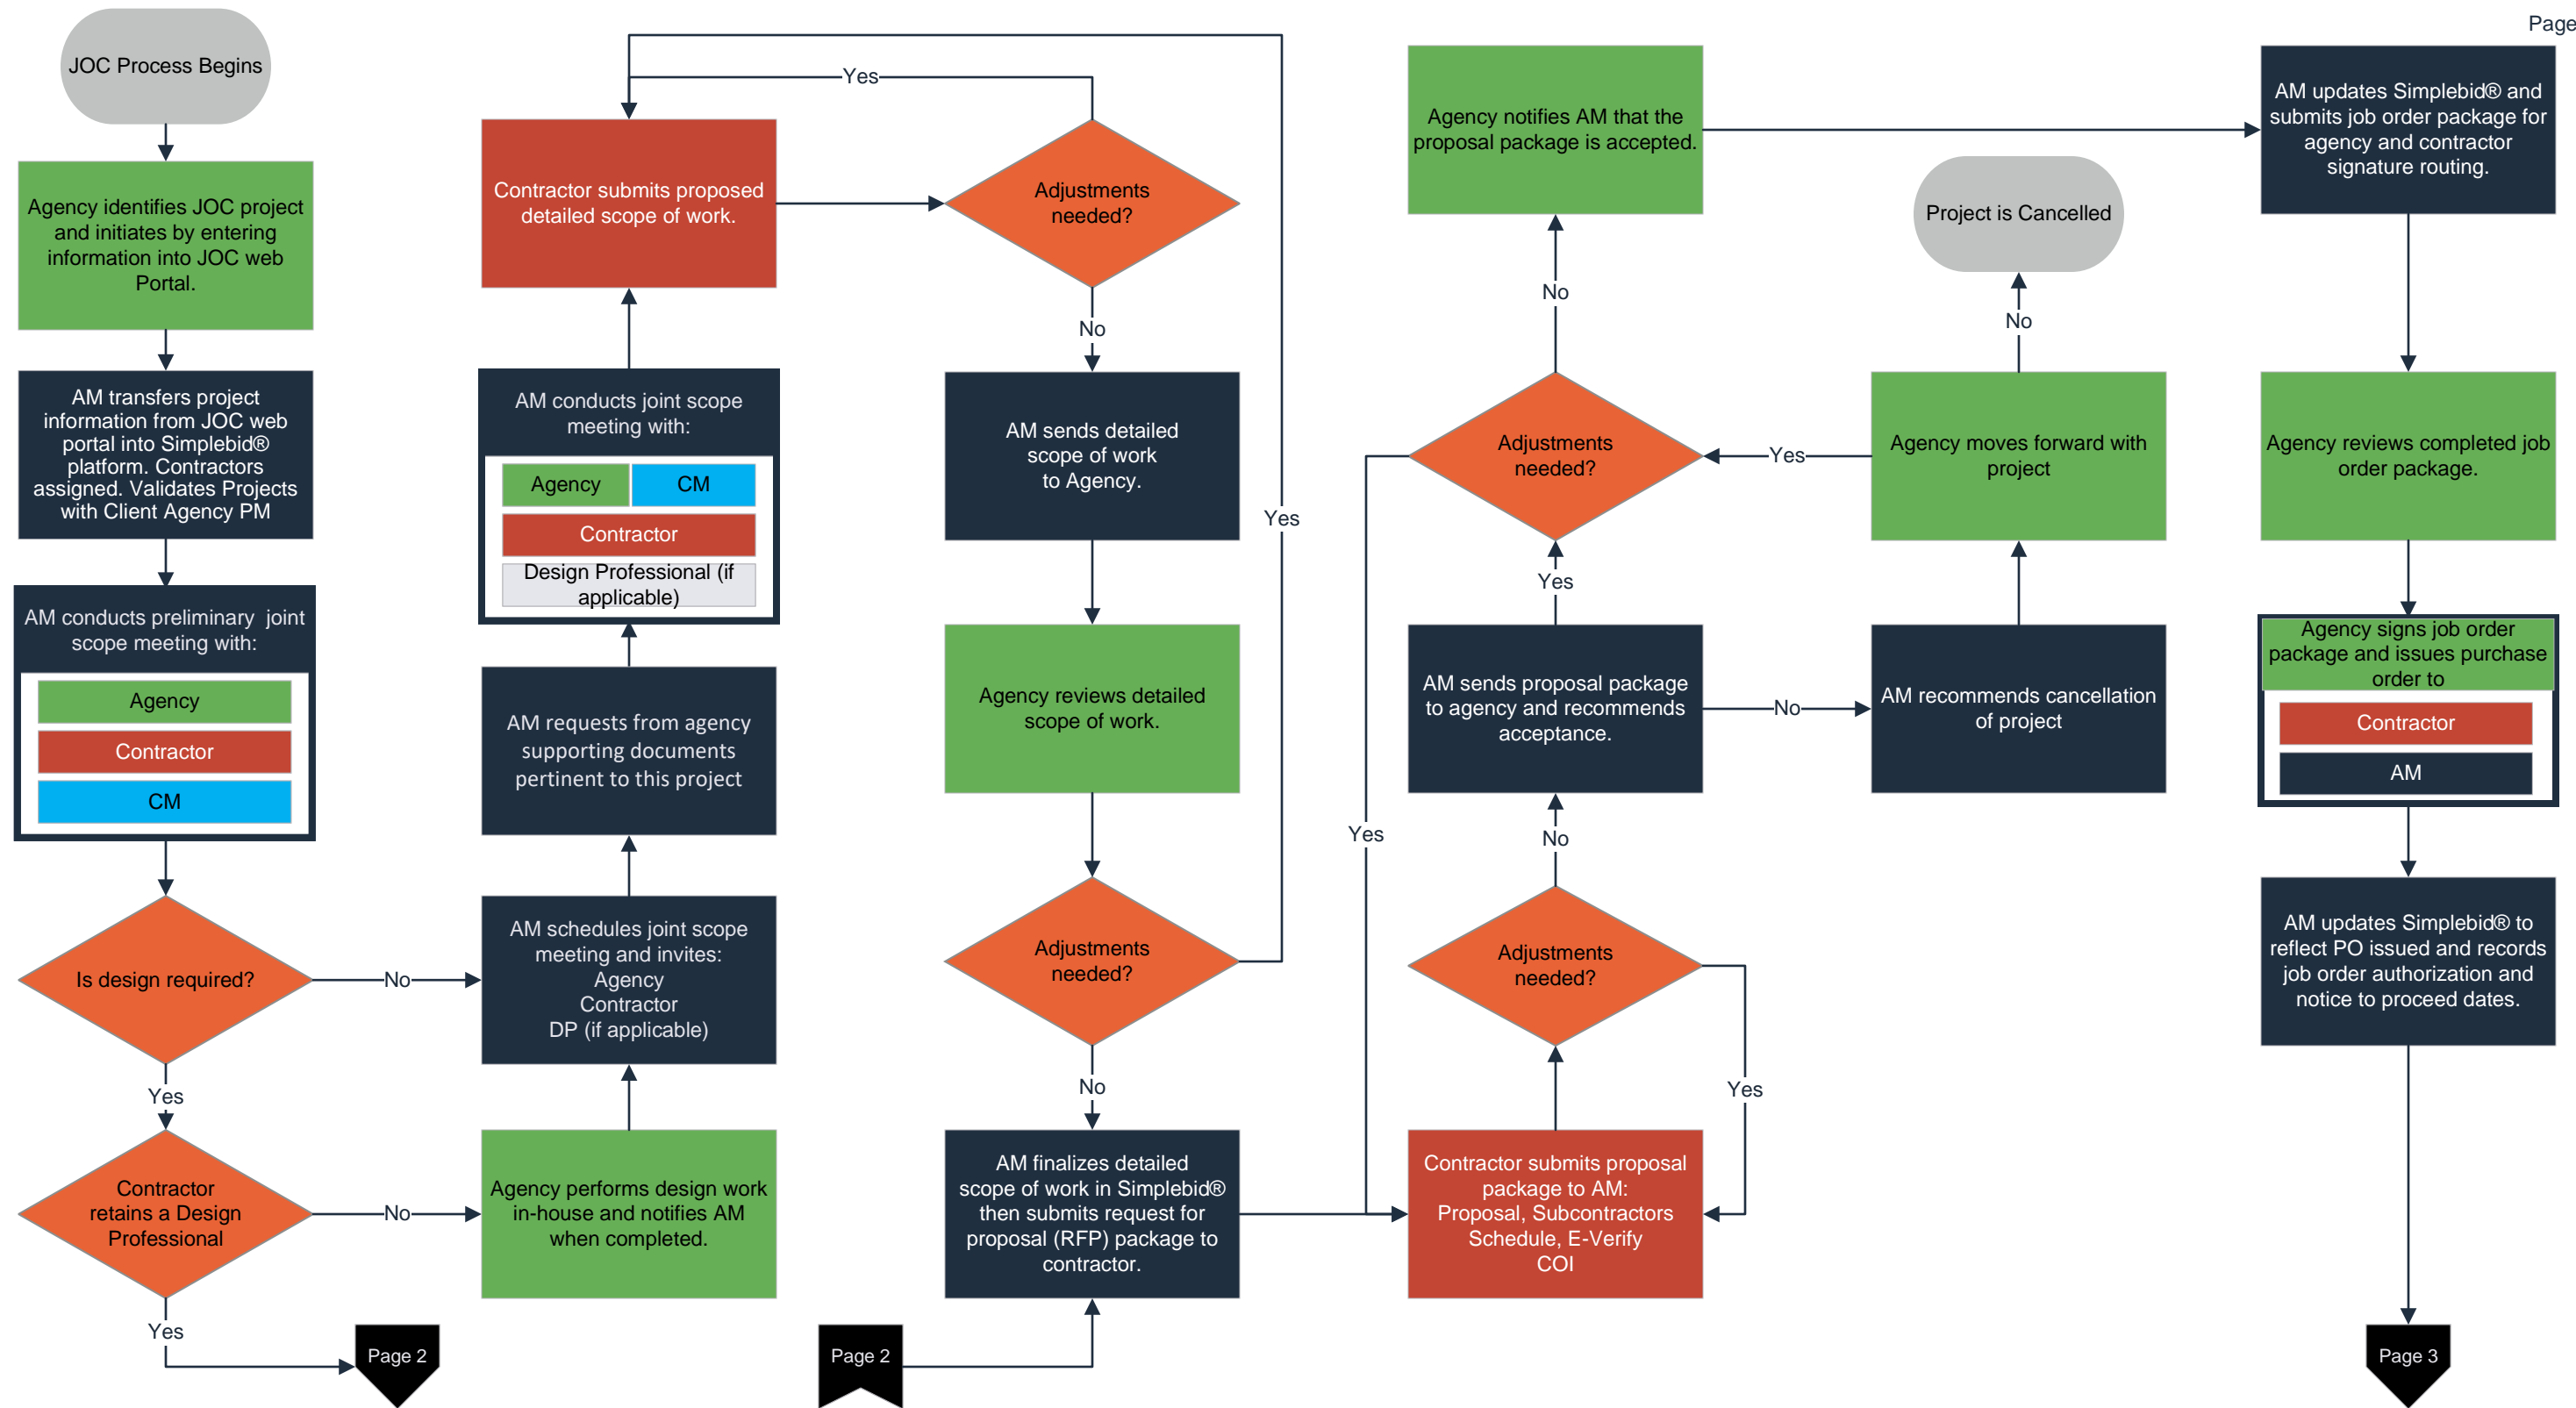 Page
JOC Process Begins
Agency identifies JOC project
and initiates by entering
information into JOC web
Portal.
AM transfers project
information from JOC web
portal into Simplebid®
platform. Contractors
assigned. Validates Projects
with Client Agency PM
AM conducts preliminary  joint
scope meeting with:
Agency
Contractor
CM
Is design required?
No
Yes
Contractor
retains a Design
Professional
No
Yes
Page 2
Agency performs design work
in-house and notifies AM
when completed.
AM schedules joint scope
meeting and invites:
Agency
Contractor
DP (if applicable)
AM requests from agency
supporting documents
pertinent to this project
AM conducts joint scope
meeting with:
Agency
CM
Contractor
Design Professional (if
applicable)
Contractor submits proposed
detailed scope of work.
Yes
Adjustments
needed?
No
AM sends detailed
scope of work
to Agency.
Agency reviews detailed
scope of work.
Yes
Adjustments
needed?
No
AM finalizes detailed
scope of work in Simplebid®
then submits request for
proposal (RFP) package to
contractor.
Page 2
Contractor submits proposal
package to AM:
Proposal, Subcontractors
Schedule, E-Verify
COI
Yes
Adjustments
needed?
No
AM sends proposal package
to agency and recommends
acceptance.
No
AM recommends cancellation
of project
Yes
Agency moves forward with
project
Yes
No
Project is Cancelled
Adjustments
needed?
Yes
No
Agency notifies AM that the
proposal package is accepted.
AM updates Simplebid® and
submits job order package for
agency and contractor
signature routing.
Agency reviews completed job
order package.
Agency signs job order
package and issues purchase
order to
Contractor
AM
AM updates Simplebid® to
reflect PO issued and records
job order authorization and
notice to proceed dates.
Page 3